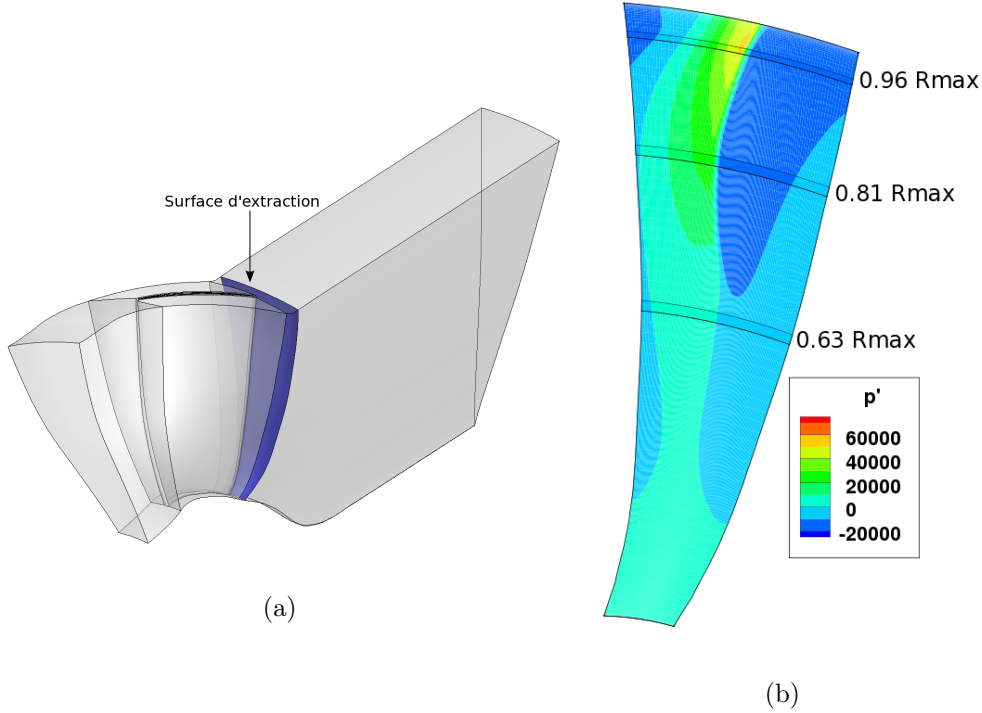 Surface d'extraction
(a)
0.96 Rmax
0.81 Rmax
0.63 Rmax
p'
60000
40000
20000
0
-20000
(b)